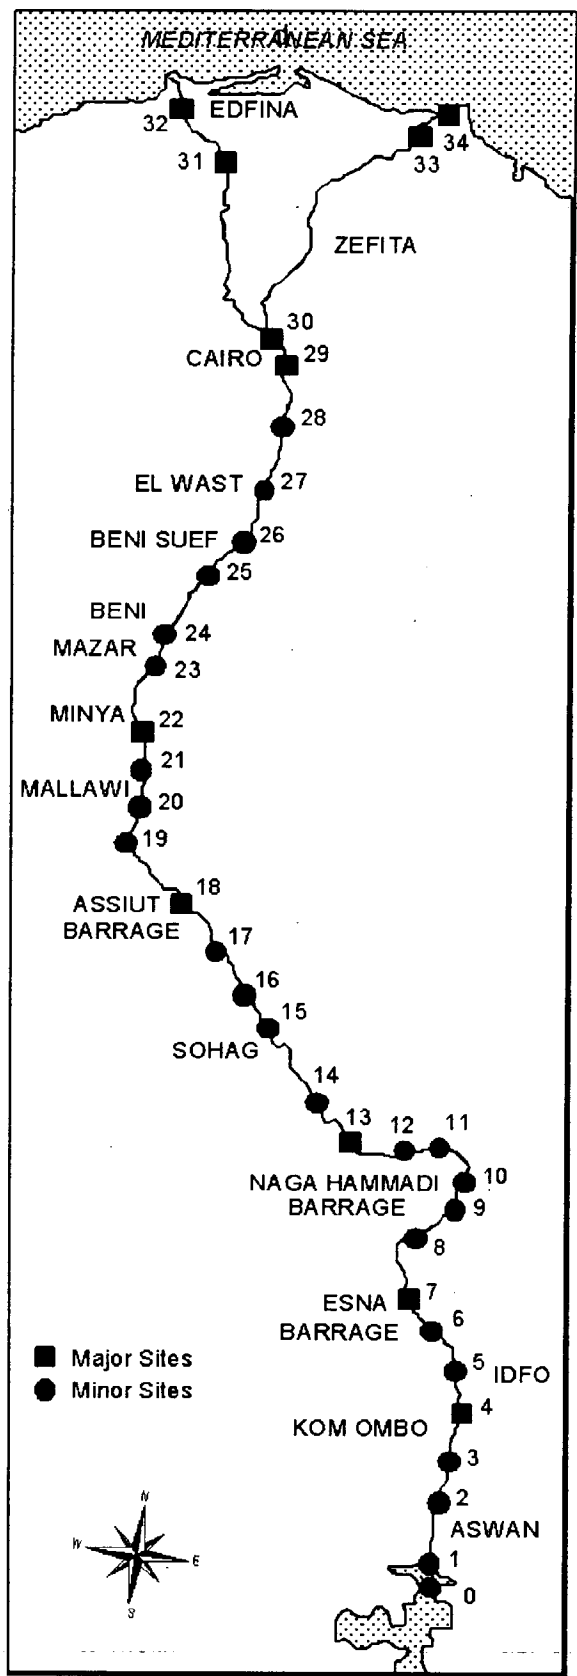 MEDITERRANEAN SEA
EDFINA
32
34
33
31
ZEFITA
30
CAIRO
29
28
EL WAST
27
BENI SUEF
26
25
BENI
24
MAZAR
23
MINYA
22
21
MALLAWI
20
19
18
ASSIUT
BARRAGE
17
16
15
SOHAG
14
13
12
11
NAGA HAMMADI
10
BARRAGE
9
8
7
ESNA
BARRAGE
6
Major Sites
Minor Sites
5
IDFO
4
KOM OMBO
3
2
ASWAN
1
0
N
W
E
S